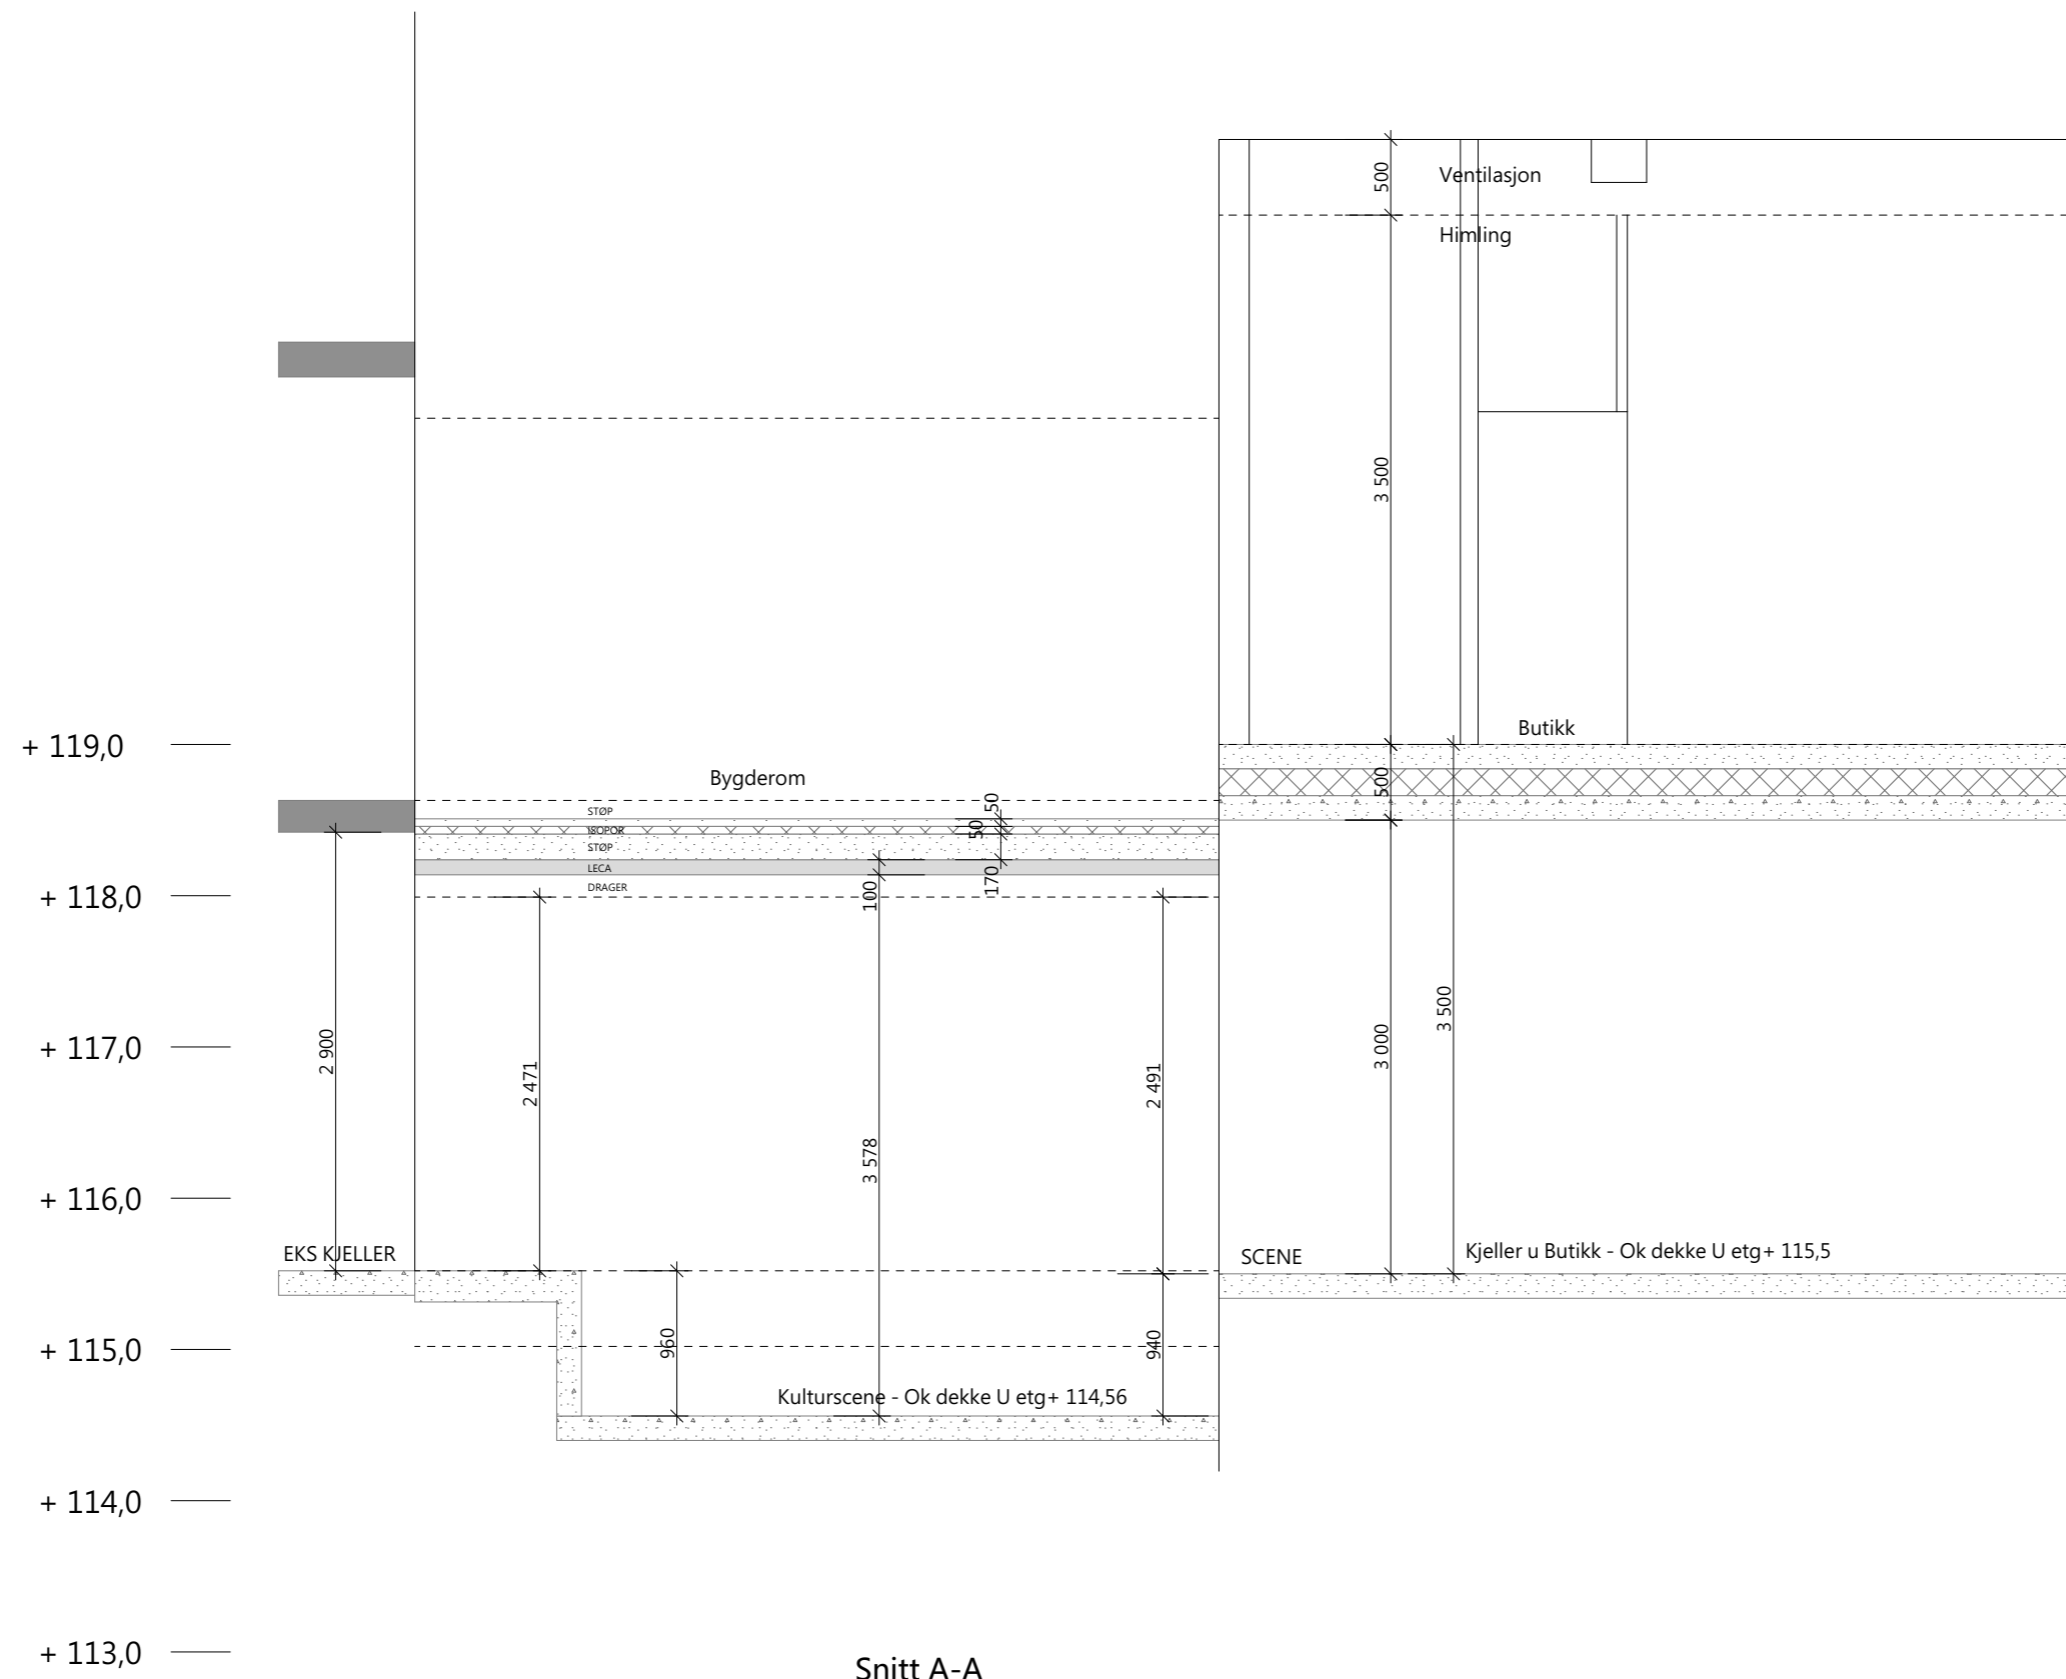 500
Ventilasjon
Himling
3 500
+ 119,0
Butikk
Bygderom
500
50
STØP
ISOPOR
50
STØP
LECA
170
100
DRAGER
+ 118,0
+ 117,0
2 900
2 471
2 491
3 000
3 500
3 578
+ 116,0
EKS KJELLER
SCENE
Kjeller u Butikk - Ok dekke U etg+ 115,5
+ 115,0
960
940
Kulturscene - Ok dekke U etg+ 114,56
+ 114,0
+ 113,0
Snitt A-A